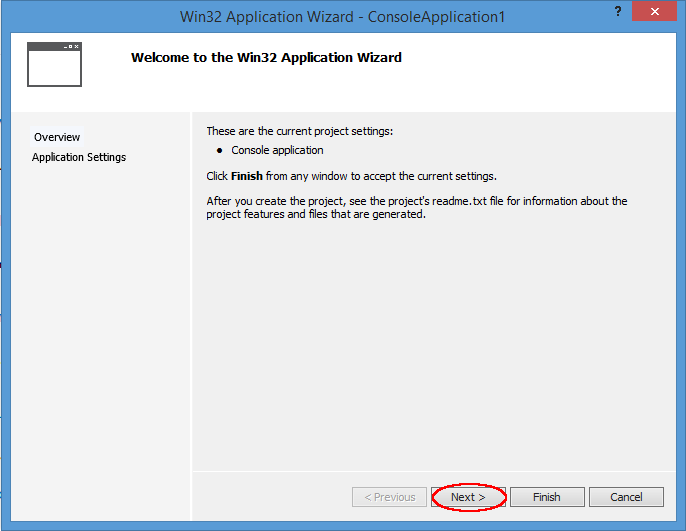 Win32 Application Wizard - ConsoleApplication1
? x
Welcome to the Win32 Application Wizard
Overview
Application Settings
These are the current project settings:
• Console application
Click Finish from any window to accept the current settings.
After you create the project, see the project's readme.txt file for information about the
project features and files that are generated.
< Previous
Next >
Finish
Cancel